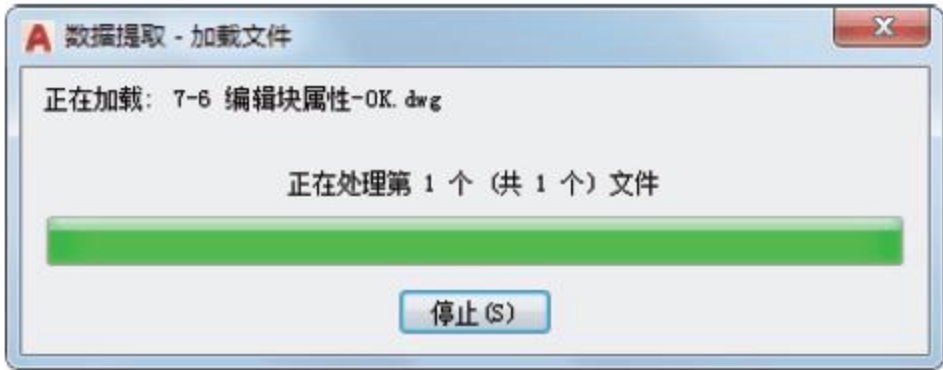 数据提取 - 加载文件
正在加载: 7-6 编辑块属性-OK.dwg
正在处理第 1 个 (共 1 个) 文件
停止(S)